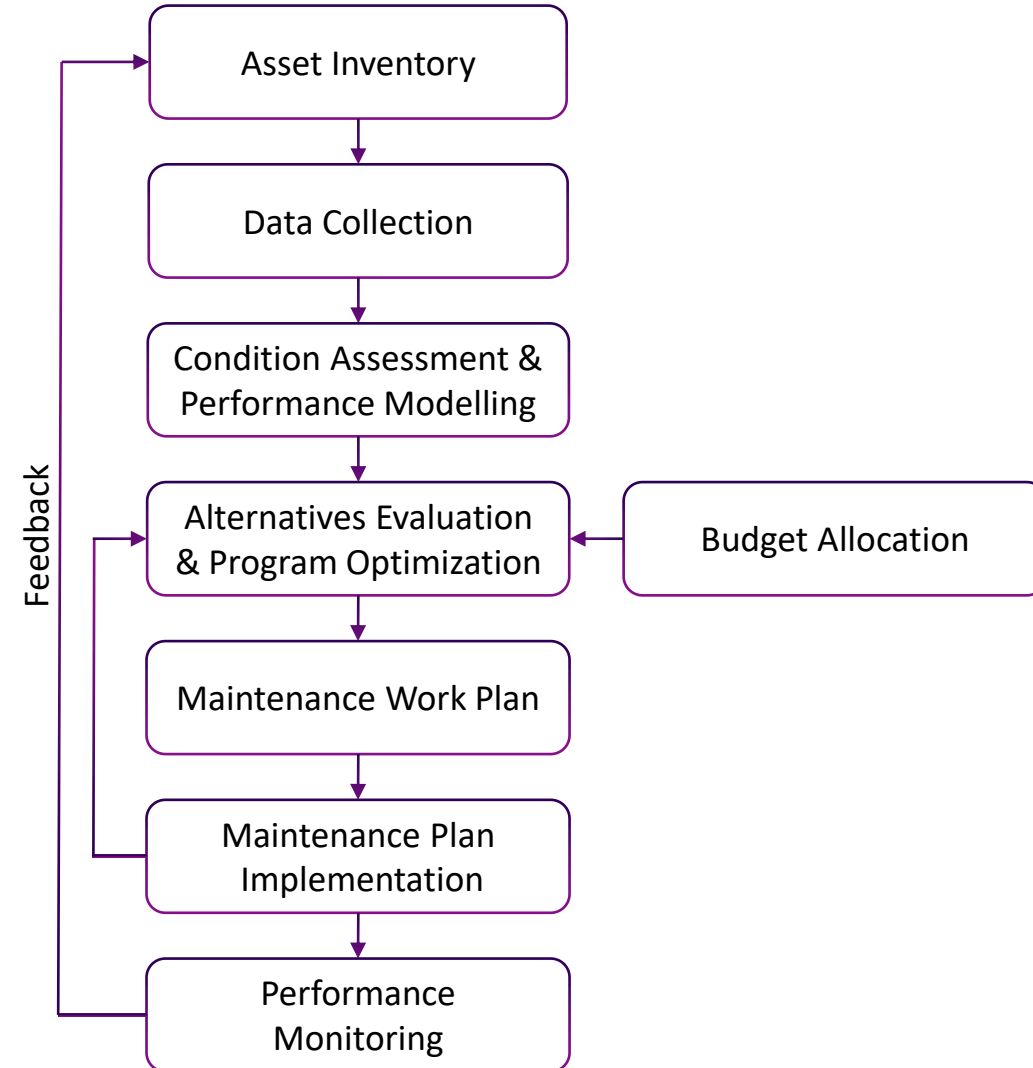 Asset Inventory
Data Collection
Condition Assessment &
Performance Modelling
Feedback
Alternatives Evaluation
& Program Optimization
Budget Allocation
Maintenance Work Plan
Maintenance Plan
Implementation
Performance
Monitoring